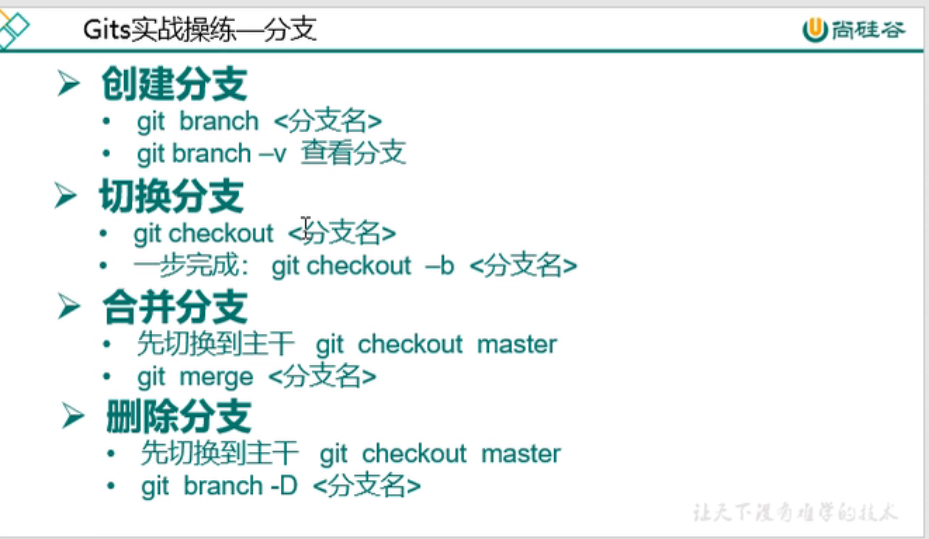 Gits实战操练—分支
尚硅谷
创建分支
git branch <分支名>
git branch –v 查看分支
切换分支
git checkout <分支名>
一步完成： git checkout –b <分支名>
合并分支
先切换到主干 git checkout master
git merge <分支名>
删除分支
先切换到主干 git checkout master
git branch -D <分支名>
让天下没有难学的技术